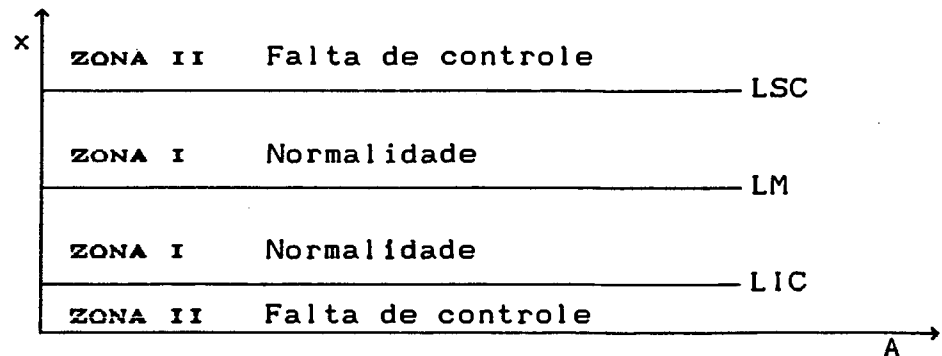 x
ZONA II Falta de controle
LSC
ZONA I Normalidade
LM
ZONA I Normalidade
LIC
ZONA II Falta de controle
A